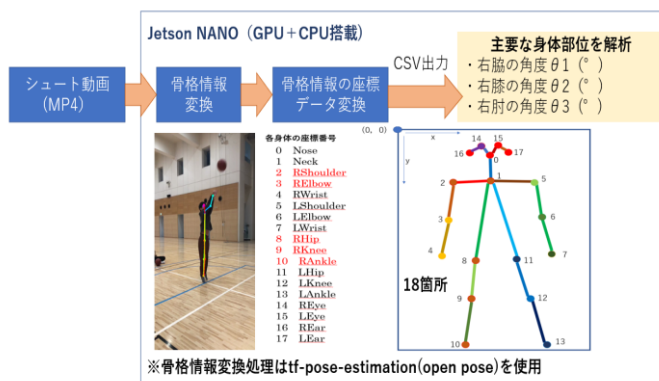 Jetson NANO（GPU＋CPU搭載）
シュート動画
(MP4)
骨格情報
変換
骨格情報の座標
データ変換
CSV出力
主要な身体部位を解析
・右脇の角度θ1（°）
・右膝の角度θ2（°）
・右肘の角度θ3（°）
各身体の座標番号
0 Nose
1 Neck
2 RShoulder
3 RElbow
4 RWrist
5 LShoulder
6 LElbow
7 LWrist
8 RHip
9 RKnee
10 RAnkle
11 LHip
12 LKnee
13 LAnkle
14 REye
15 LEye
16 REar
17 LEar
(0, 0)
x
y
14
15
16
17
0
1
2
5
3
6
4
7
8
11
18箇所
9
12
10
13
※骨格情報変換処理はtf-pose-estimation(open pose)を使用